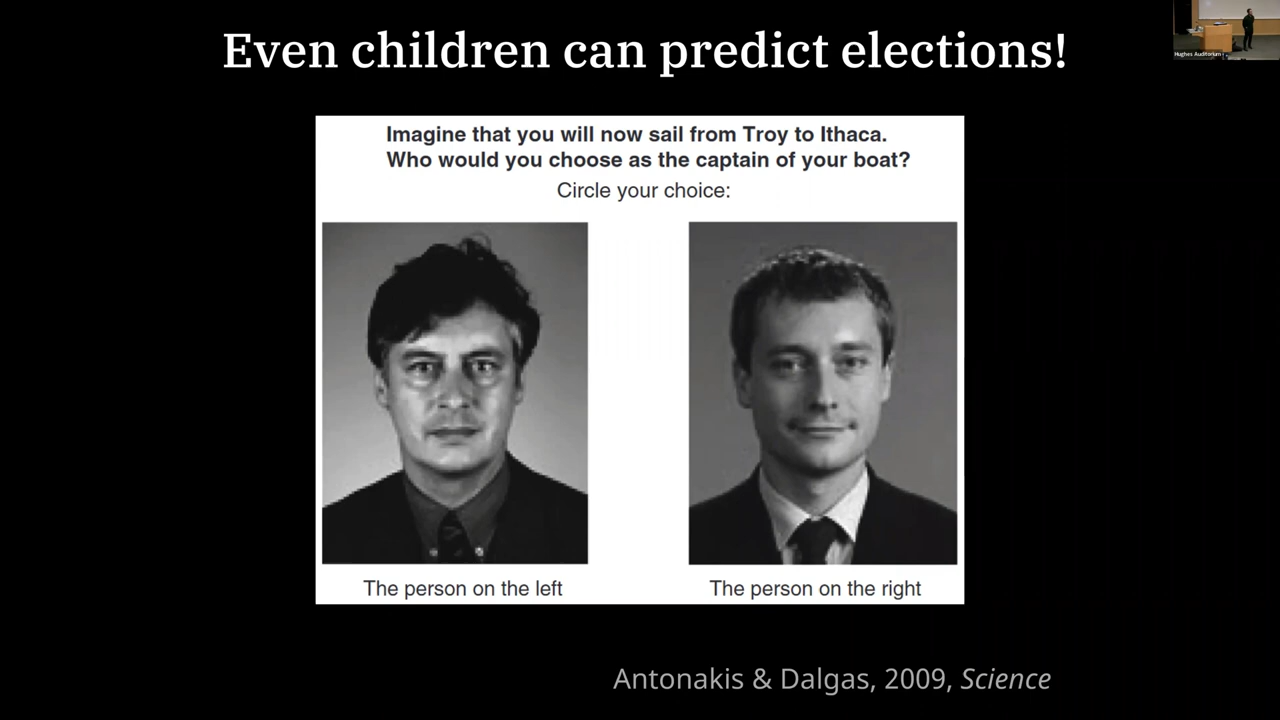 Even children can predict elections!
Hughes Auditorium
Imagine that you will now sail from Troy to Ithaca.
Who would you choose as the captain of your boat?
Circle your choice:
The person on the left
The person on the right
Antonakis & Dalgas, 2009, Science